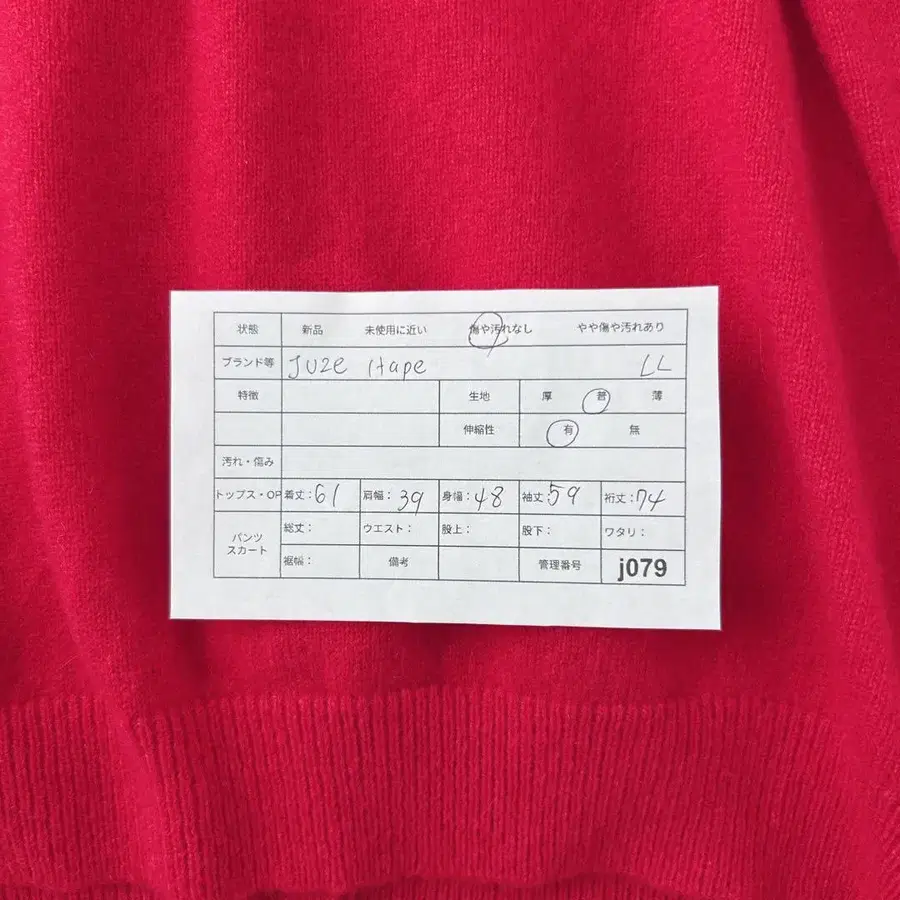 状態 新品 未使用に近い 傷や汚れなし やや傷や汚れあり
ブランド等 Juze Hape LL
特徴 生地 厚 普 薄
伸縮性 有 無
汚れ・傷み
トップス・OP 着丈:61 肩幅:39 身幅:48 袖丈:59 裄丈:74
パンツ スカート 総丈: ウエスト: 股上: 股下: ワタリ:
裾幅: 備考 管理番号 j079